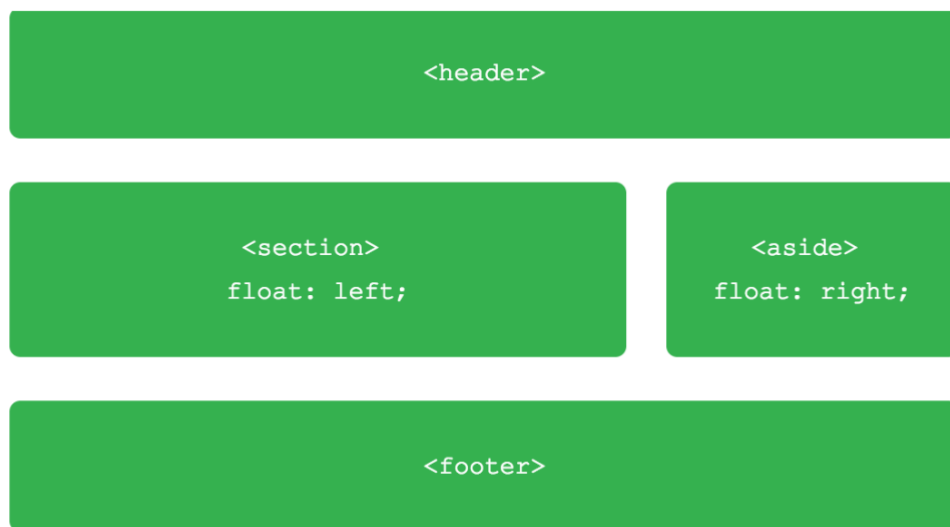 <header>
<section>
float: left;
<aside>
float: right;
<footer>